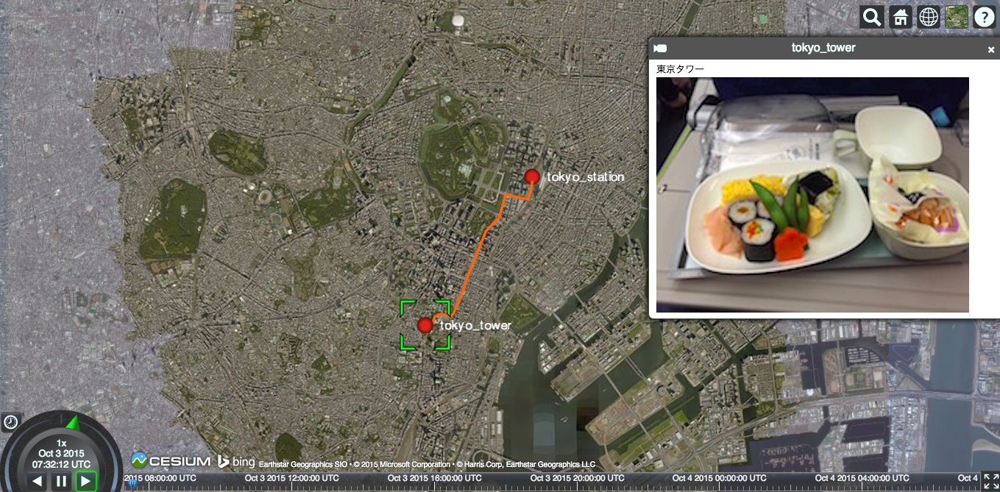 tokyo_tower
東京タワー
tokyo_station
tokyo_tower
1x
Oct 3 2015
07:32:12 UTC
CESIUM bing Earthstar Geographics SIO • © 2015 Microsoft Corporation • © Harris Corp, Earthstar Geographics LLC
2015 08:00:00 UTC Oct 3 2015 12:00:00 UTC Oct 3 2015 16:00:00 UTC Oct 3 2015 20:00:00 UTC Oct 4 2015 00:00:00 UTC Oct 4 2015 04:00:00 UTC Oct 4